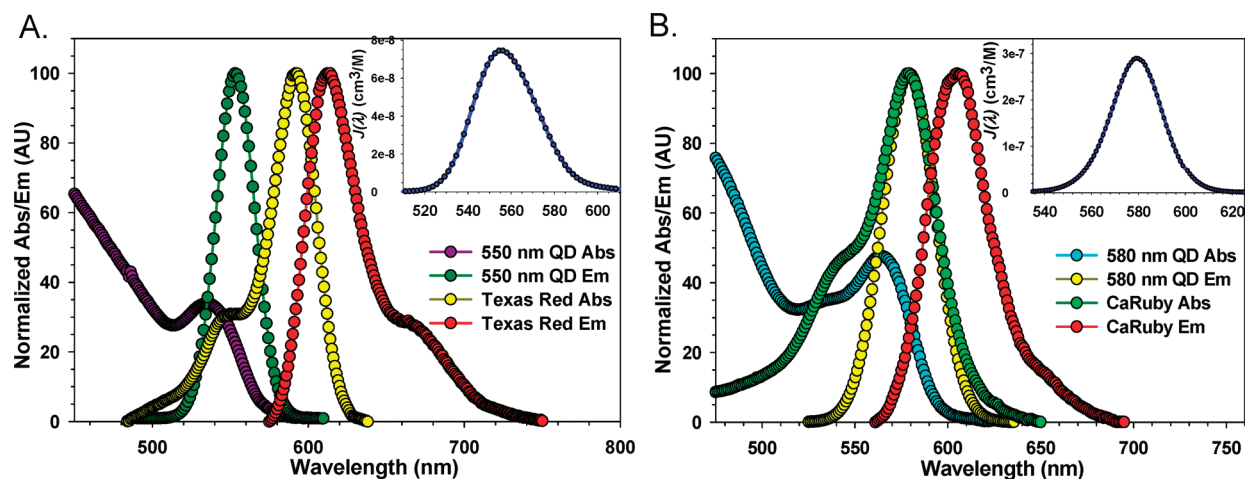 A.
Normalized Abs/Em (AU)
100
80
60
40
20
0
500
600
700
800
Wavelength (nm)
J(λ) (cm³/M)
8e-8
6e-8
4e-8
2e-8
0
520
540
560
580
600
550 nm QD Abs
550 nm QD Em
Texas Red Abs
Texas Red Em
B.
Normalized Abs/Em (AU)
100
80
60
40
20
0
500
550
600
650
700
750
Wavelength (nm)
J(λ) (cm³/M)
3e-7
2e-7
1e-7
0
540
560
580
600
620
580 nm QD Abs
580 nm QD Em
CaRuby Abs
CaRuby Em